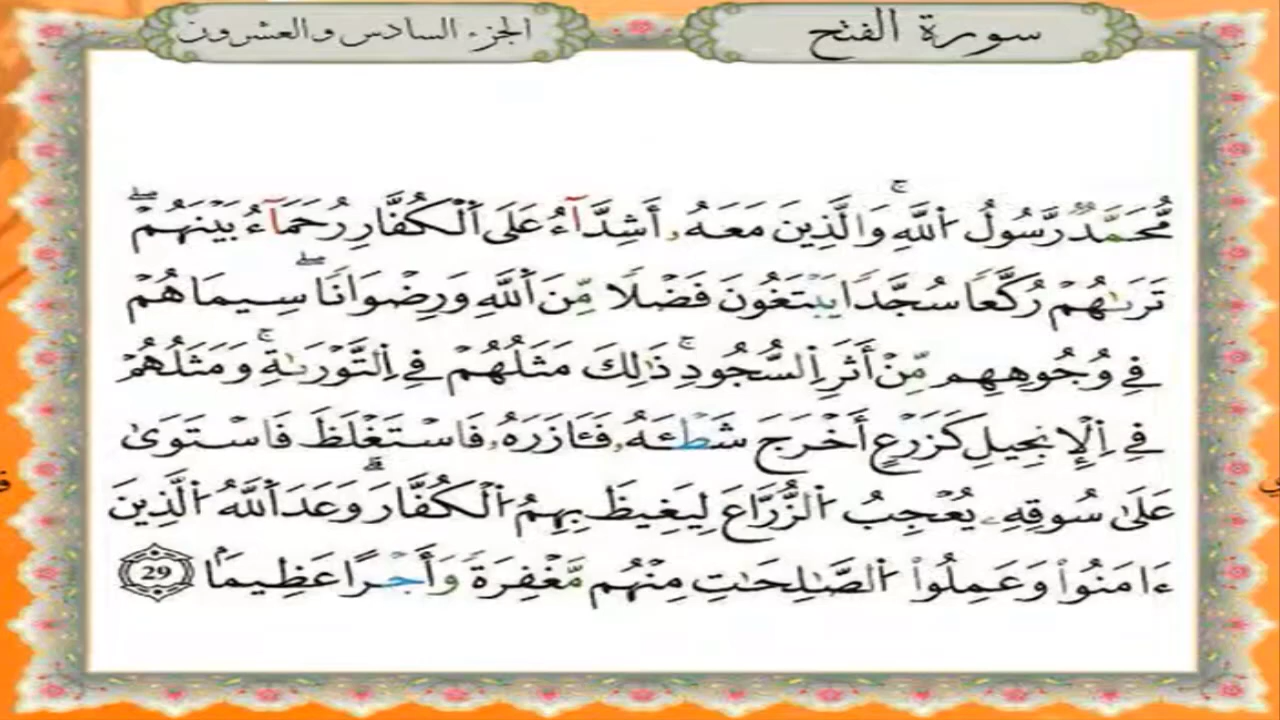 سورة الفتح
الجزء السادس والعشرون
مُّحَمَّدٌ رَّسُولُ ٱللَّهِ ۚ وَٱلَّذِينَ مَعَهُۥٓ أَشِدَّآءُ عَلَى ٱلْكُفَّارِ رُحَمَآءُ بَيْنَهُمْ ۖ
تَرَىٰهُمْ رُكَّعًا سُجَّدًا يَبْتَغُونَ فَضْلًا مِّنَ ٱللَّهِ وَرِضْوَانًا ۖ سِيمَاهُمْ
فِى وُجُوهِهِم مِّنْ أَثَرِ ٱلسُّجُودِ ۚ ذَٰلِكَ مَثَلُهُمْ فِى ٱلتَّوْرَىٰةِ ۚ وَمَثَلُهُمْ
فِى ٱلْإِنجِيلِ كَزَرْعٍ أَخْرَجَ شَطْـَٔهُۥ فَـَٔازَرَهُۥ فَٱسْتَغْلَظَ فَٱسْتَوَىٰ
عَلَىٰ سُوقِهِۦ يُعْجِبُ ٱلزُّرَّاعَ لِيَغِيظَ بِهِمُ ٱلْكُفَّارَ ۗ وَعَدَ ٱللَّهُ ٱلَّذِينَ
ءَامَنُوا۟ وَعَمِلُوا۟ ٱلصَّٰلِحَٰتِ مِنْهُم مَّغْفِرَةً وَأَجْرًا عَظِيمًۢا 29